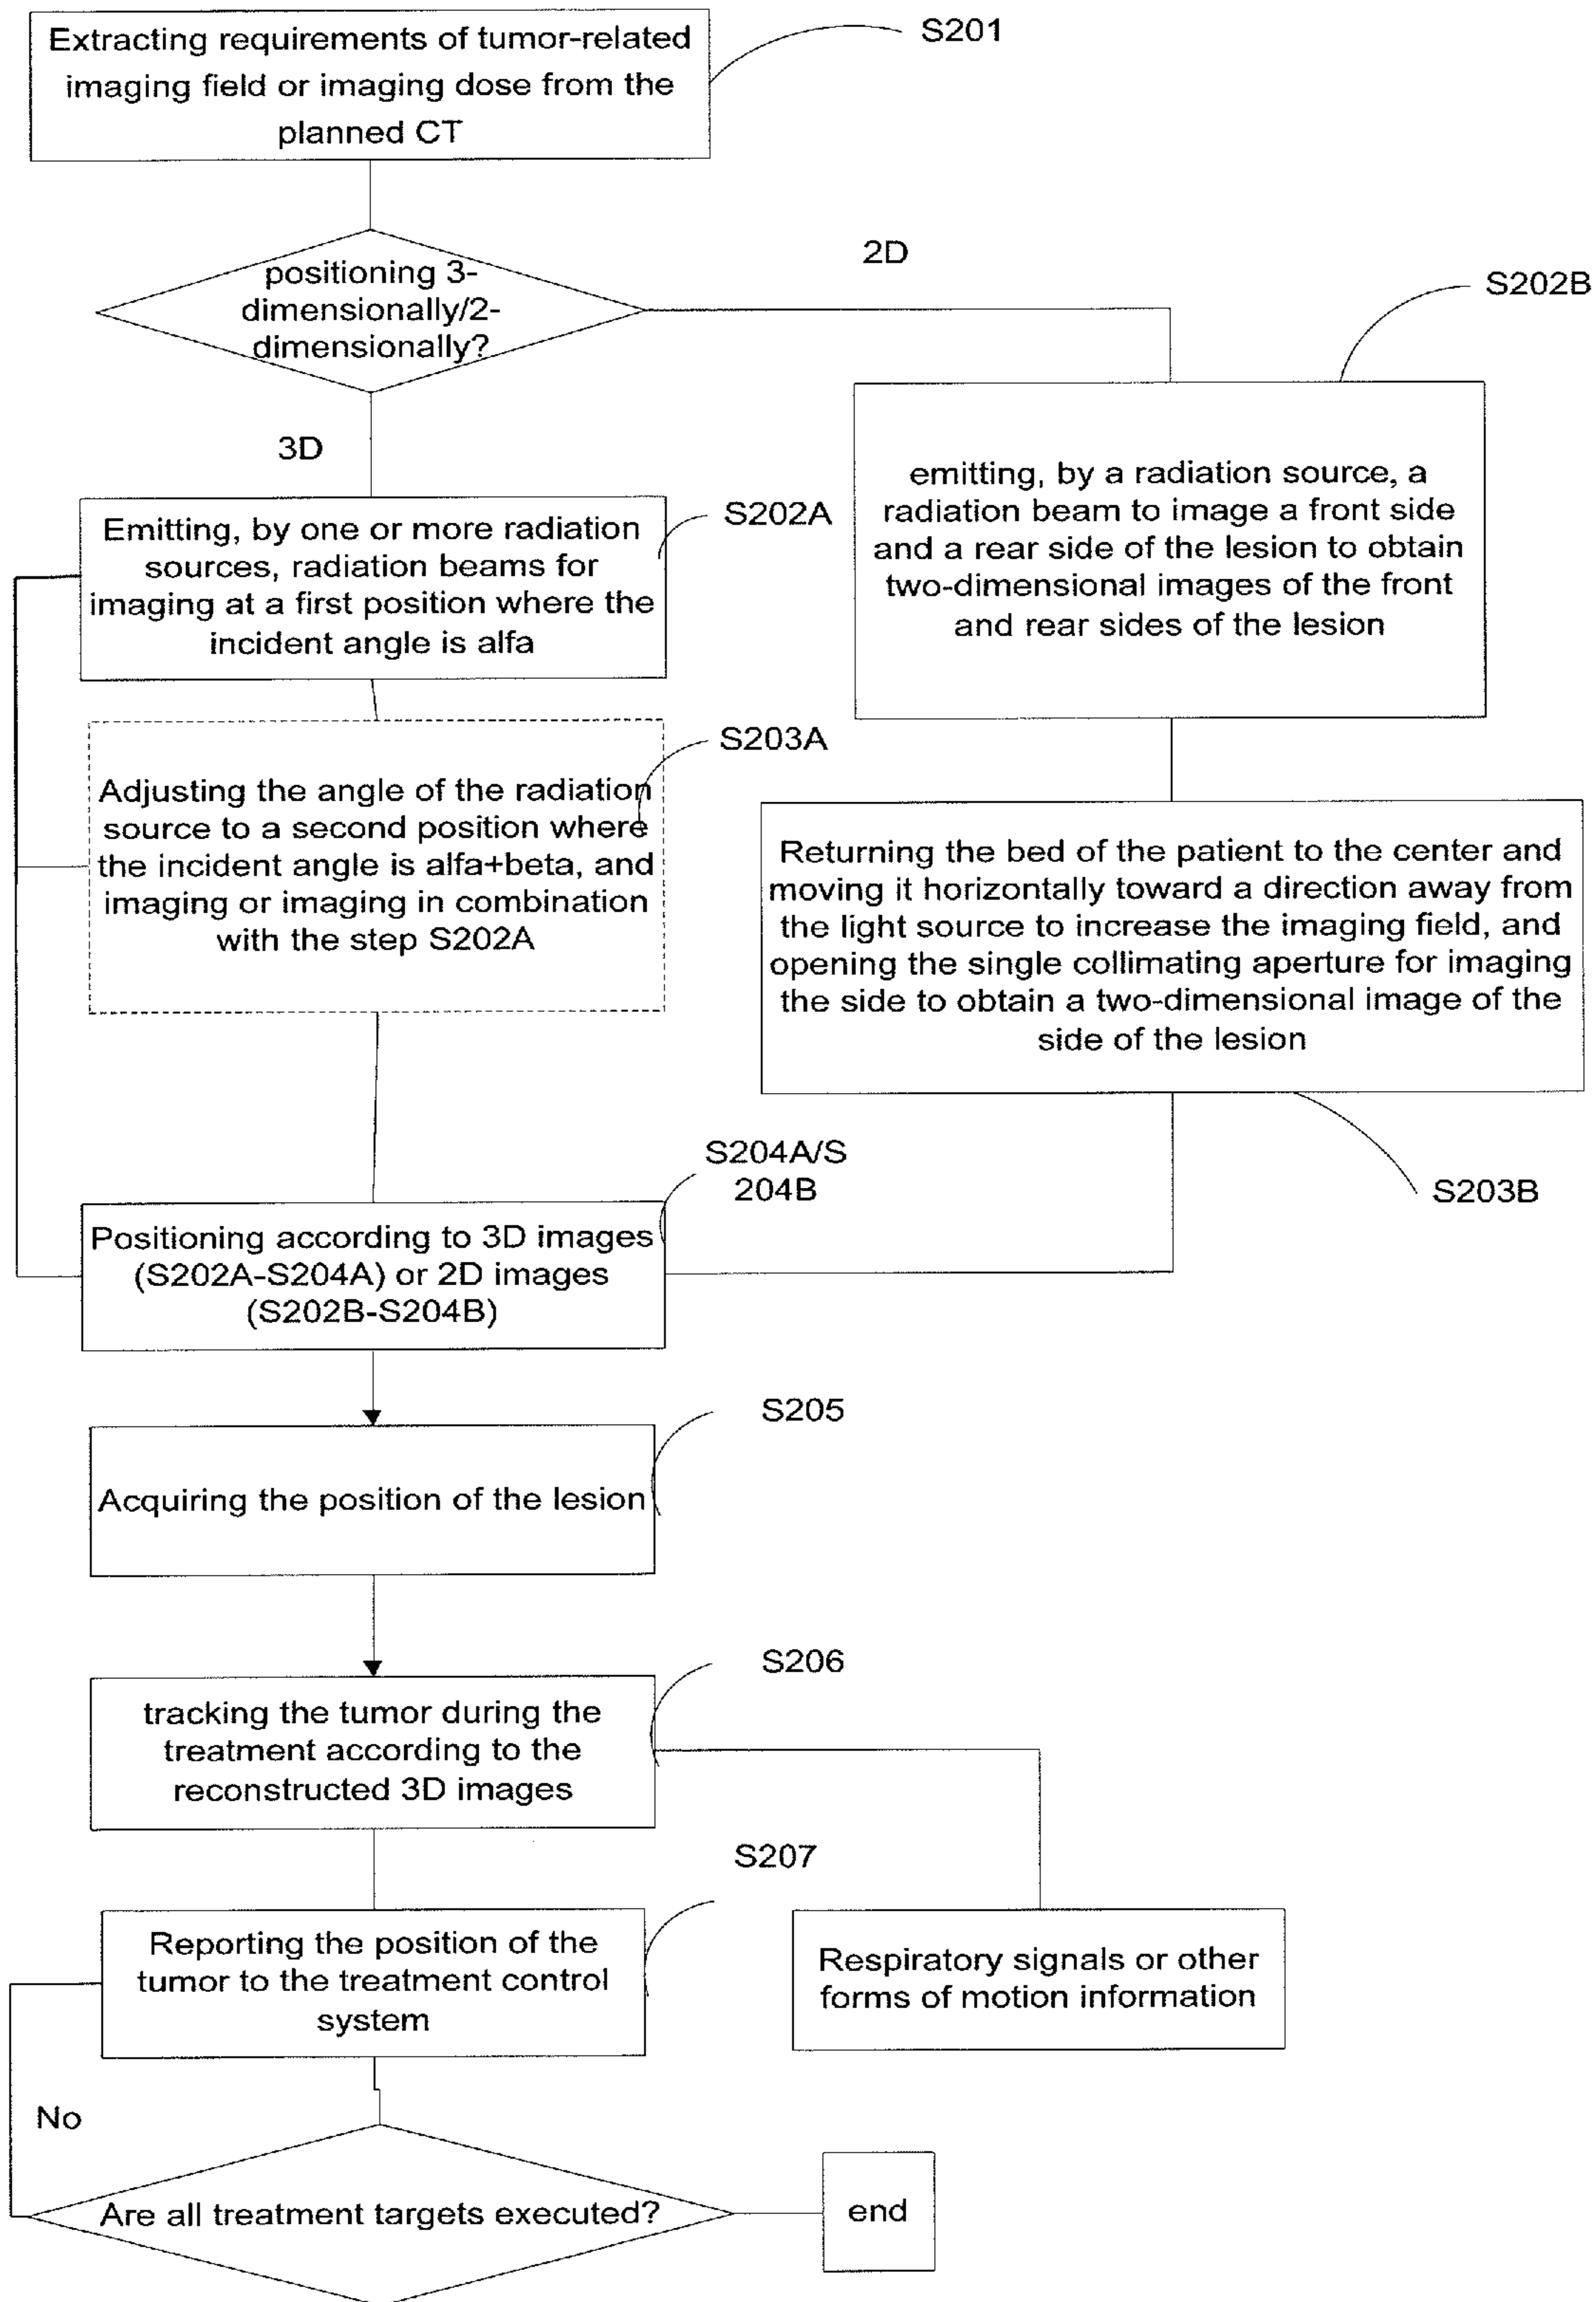 Extracting requirements of tumor-related
imaging field or imaging dose from the
planned CT
S201
positioning 3-
dimensionally/2-
dimensionally?
2D
3D
S202B
emitting, by a radiation source, a
radiation beam to image a front side
and a rear side of the lesion to obtain
two-dimensional images of the front
and rear sides of the lesion
S202A
Emitting, by one or more radiation
sources, radiation beams for
imaging at a first position where the
incident angle is alfa
S203A
Adjusting the angle of the radiation
source to a second position where
the incident angle is alfa+beta, and
imaging or imaging in combination
with the step S202A
Returning the bed of the patient to the center and
moving it horizontally toward a direction away from
the light source to increase the imaging field, and
opening the single collimating aperture for imaging
the side to obtain a two-dimensional image of the
side of the lesion
S203B
S204A/S
204B
Positioning according to 3D images
(S202A-S204A) or 2D images
(S202B-S204B)
S205
Acquiring the position of the lesion
S206
tracking the tumor during the
treatment according to the
reconstructed 3D images
S207
Reporting the position of the
tumor to the treatment control
system
Respiratory signals or other
forms of motion information
No
Are all treatment targets executed?
end